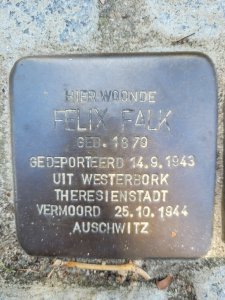 HIER WOONDE
FELIX FALK
GEB. 1879
GEDEPORTEERD 14.9.1943
UIT WESTERBORK
THERESIENSTADT
VERMOORD 25.10.1944
AUSCHWITZ